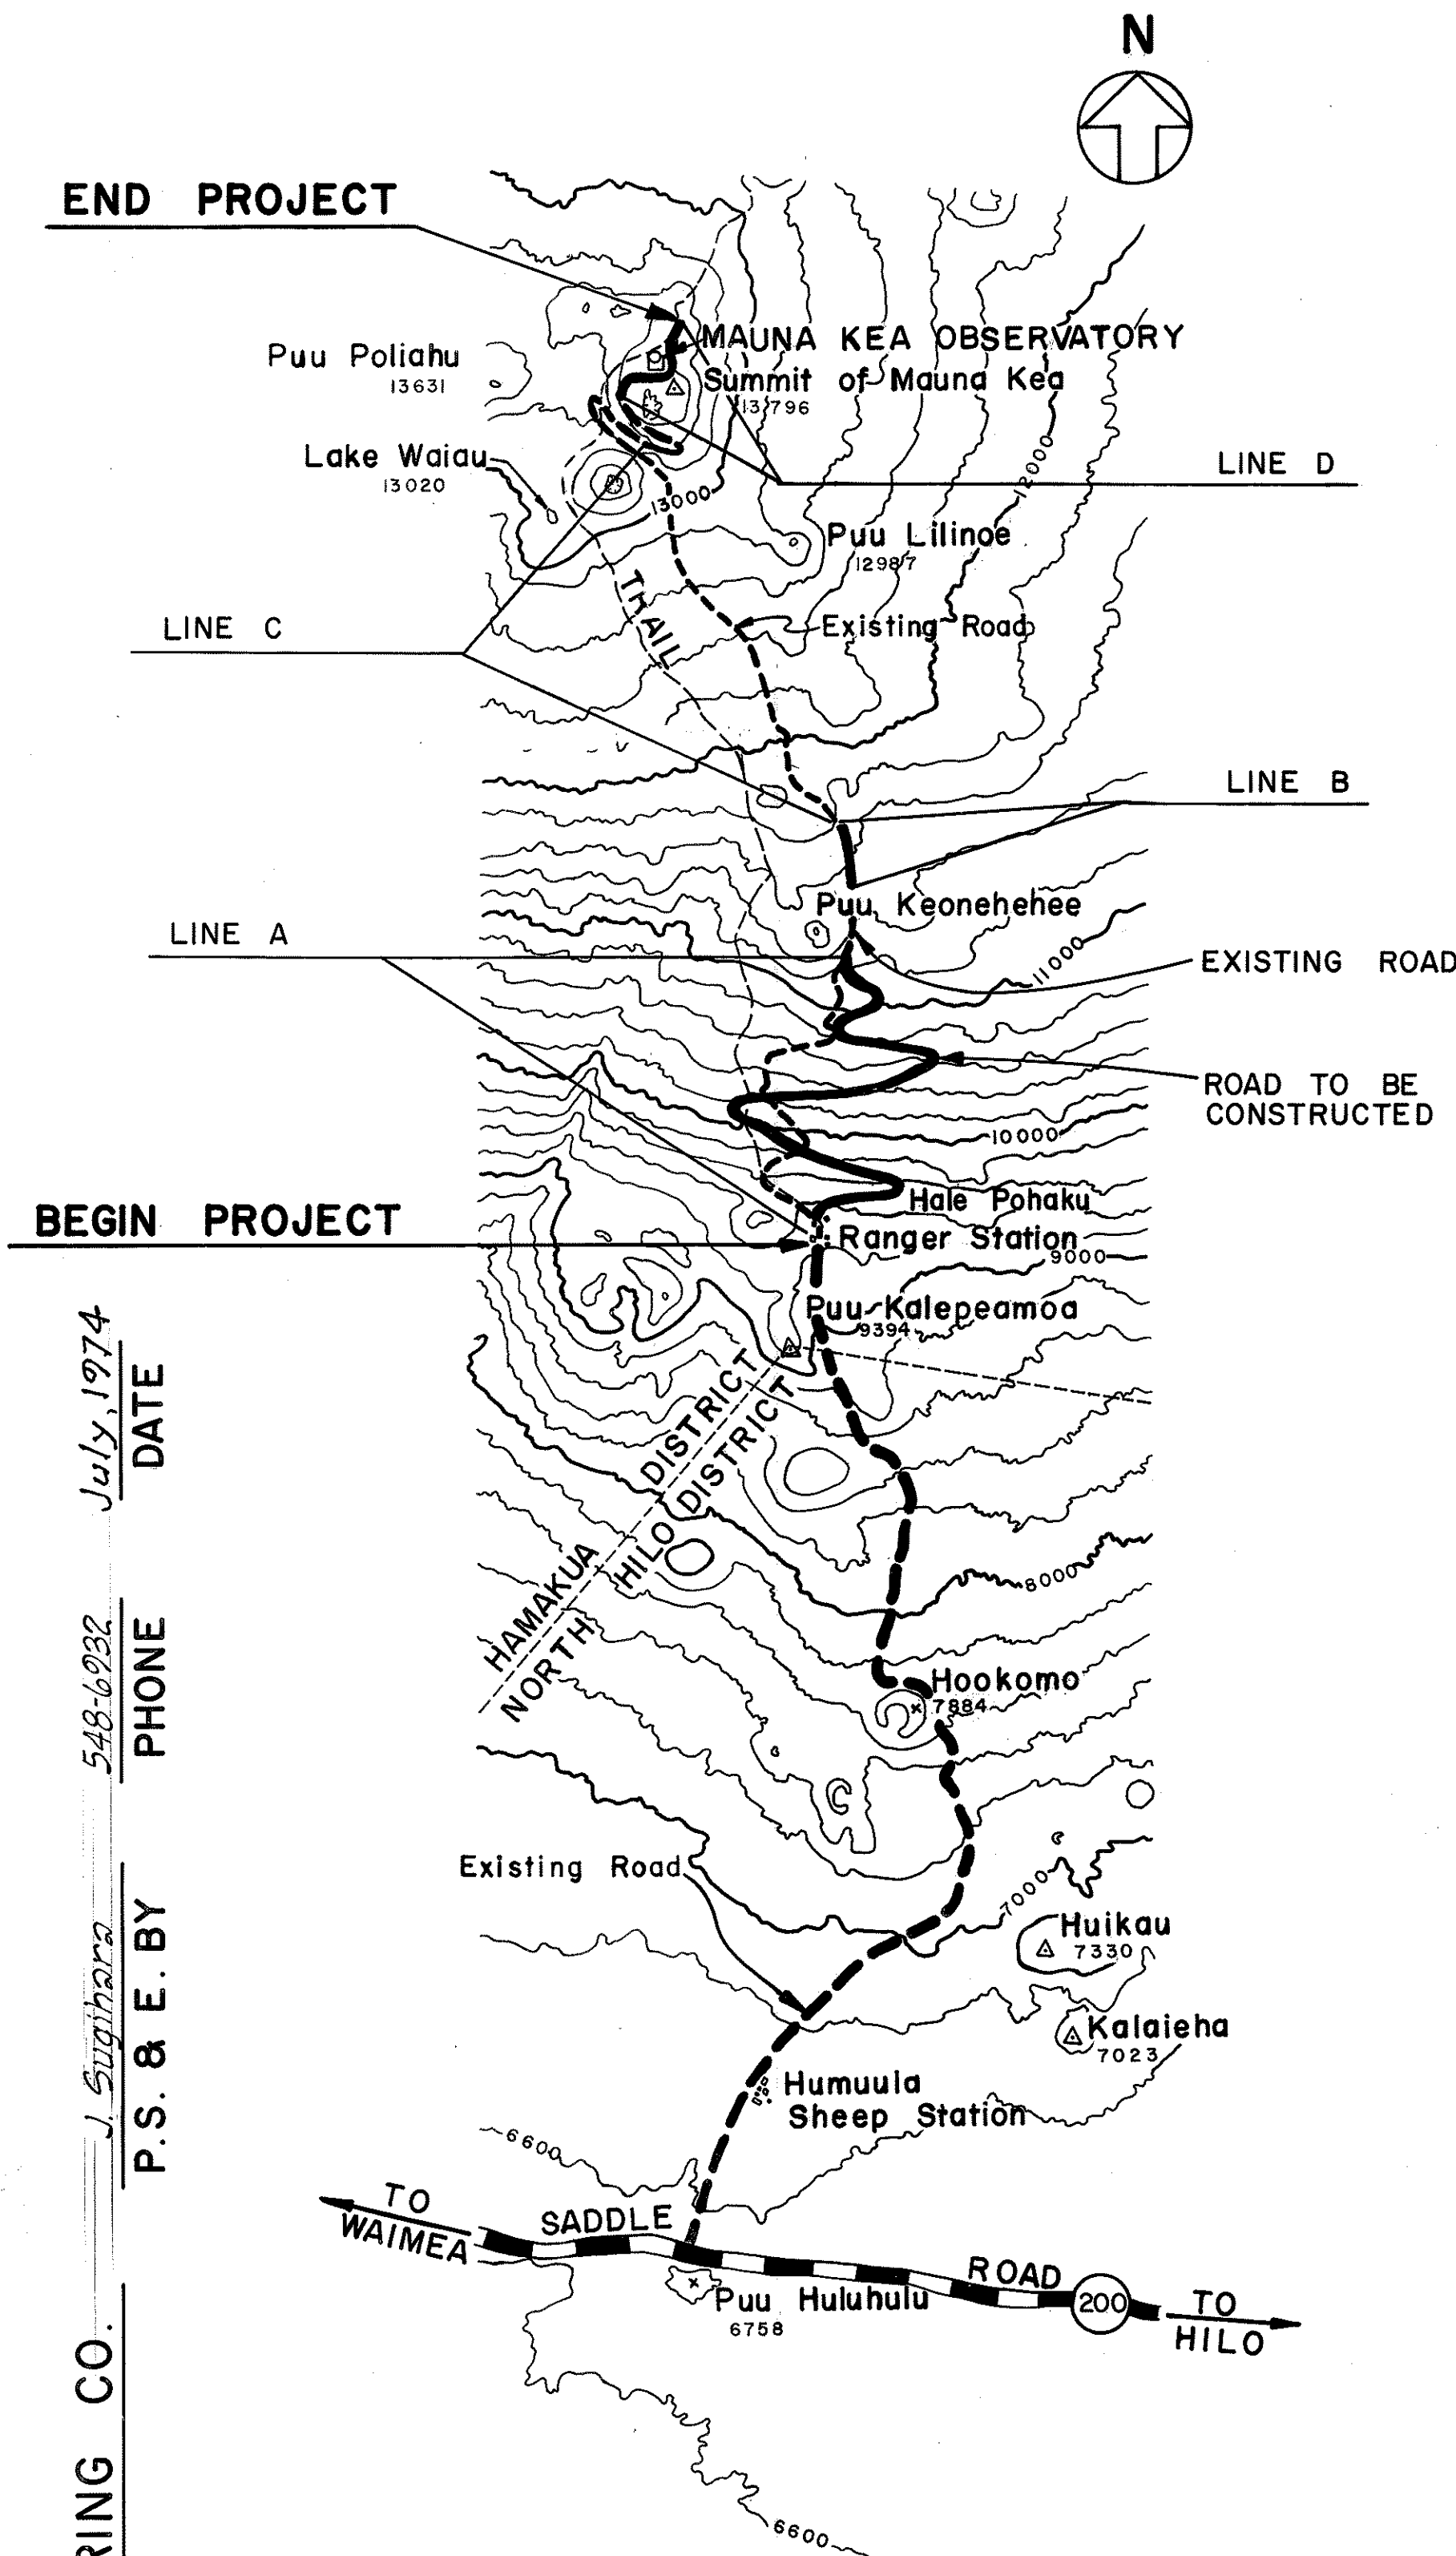 N
END PROJECT
MAUNA KEA OBSERVATORY
Puu Poliahu
13631
Summit of Mauna Kea
13796
Lake Waiau
13020
LINE D
12000
13000
Puu Lilinoe
12987
TRAIL
LINE C
Existing Road
LINE B
Puu Keonehehee
LINE A
11000
EXISTING ROAD
ROAD TO BE
CONSTRUCTED
10000
Hale Pohaku
BEGIN PROJECT
Ranger Station
9000
Puu Kalepeamoa
9394
HAMAKUA DISTRICT
NORTH HILO DISTRICT
8000
Hookomo
7884
Existing Road
7000
Huikau
7330
Kalaieha
7023
Humuula
Sheep Station
6600
TO
WAIMEA
SADDLE ROAD
200
TO
HILO
Puu Huluhulu
6758
6600
July, 1974
DATE
548-6932
PHONE
J. Sugihara
P.S. & E. BY
RING CO.